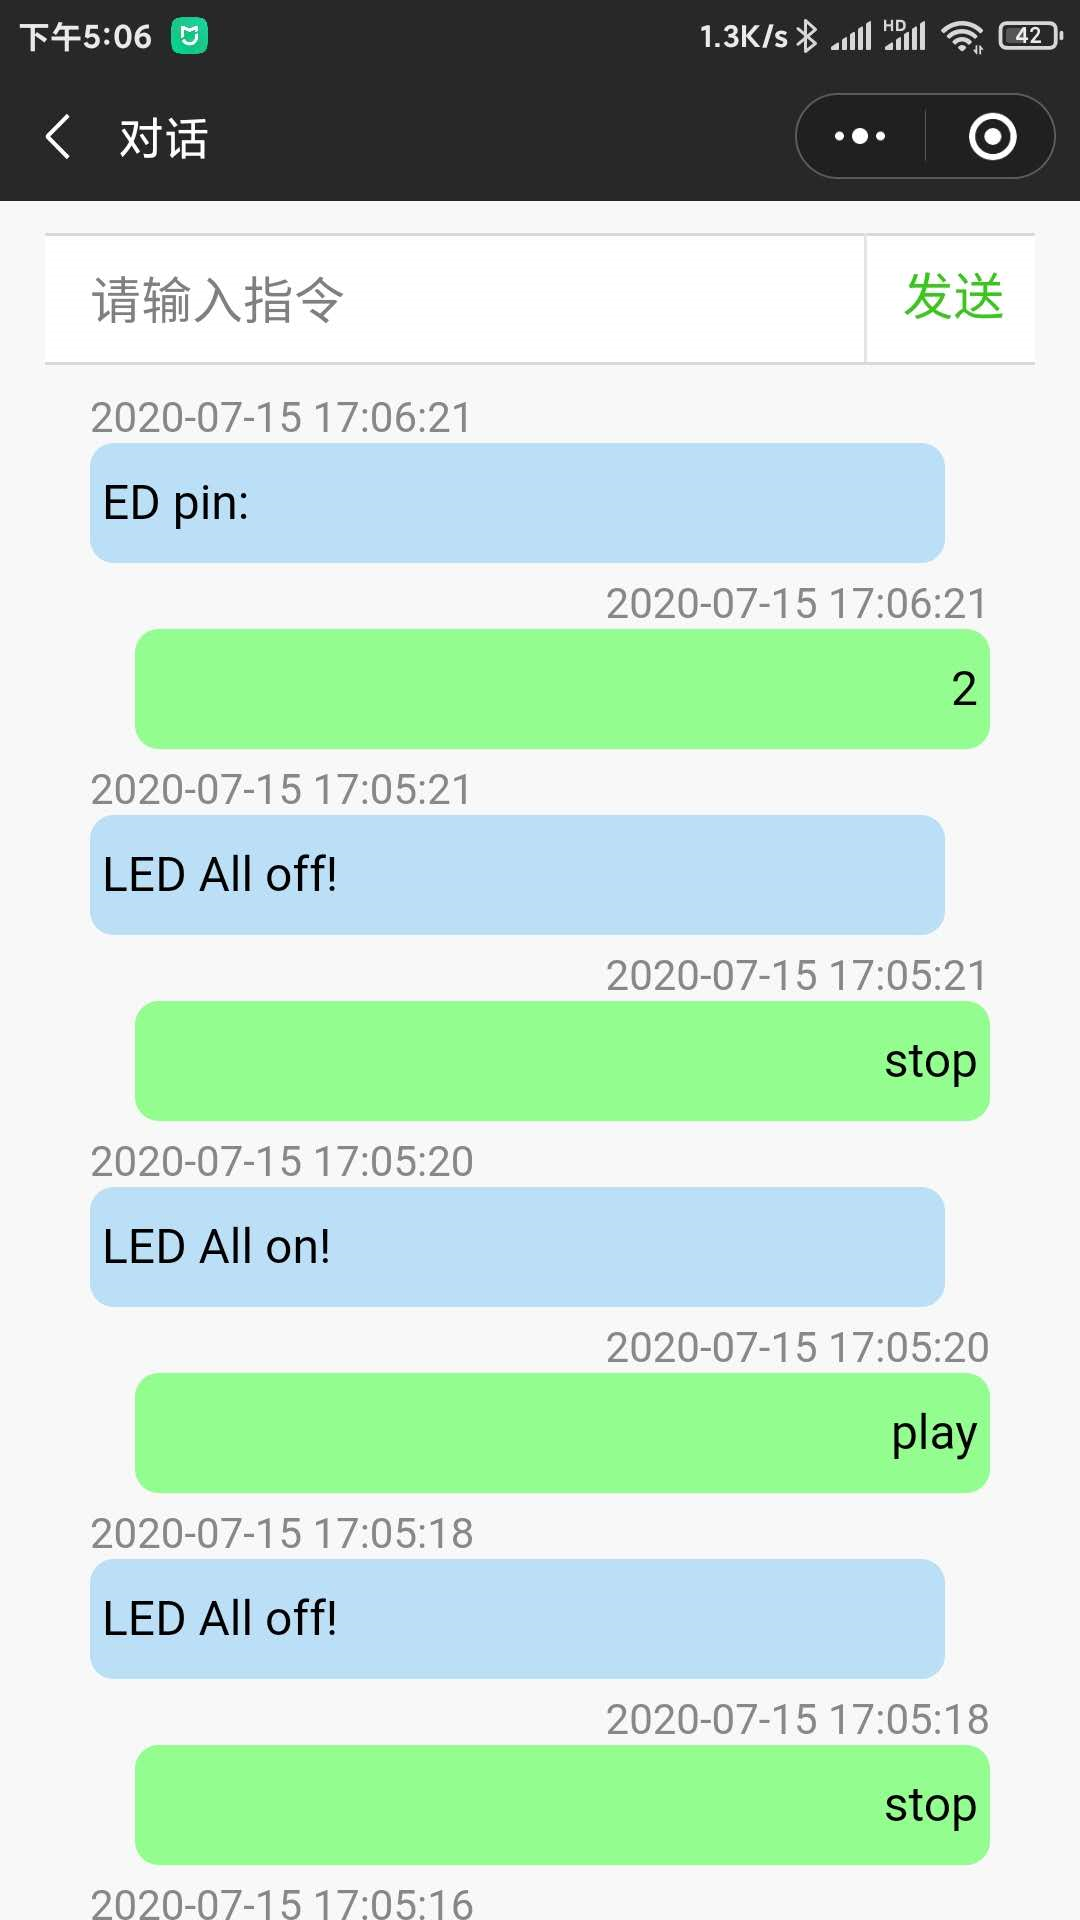 下午5:06
1.3K/s HD 42
对话
请输入指令
发送
2020-07-15 17:06:21
ED pin:
2020-07-15 17:06:21
2
2020-07-15 17:05:21
LED All off!
2020-07-15 17:05:21
stop
2020-07-15 17:05:20
LED All on!
2020-07-15 17:05:20
play
2020-07-15 17:05:18
LED All off!
2020-07-15 17:05:18
stop
2020-07-15 17:05:16